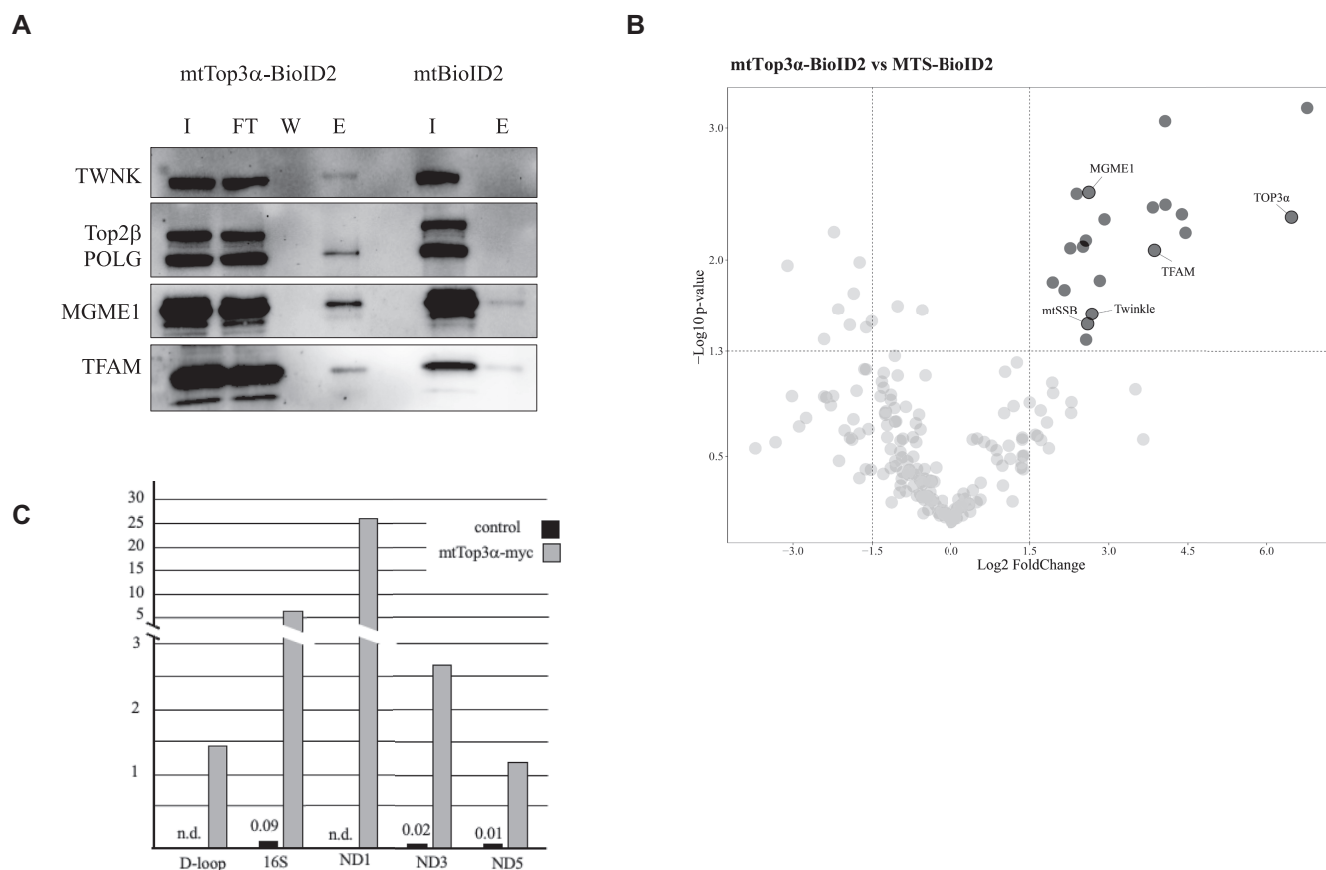 A
mtTop3α-BioID2 mtBioID2
I FT W E I E
TWNK
Top2β
POLG
MGME1
TFAM
B
mtTop3α-BioID2 vs MTS-BioID2
−Log10 p-value
3.0
2.0
1.3
0.5
MGME1
TOP3α
TFAM
mtSSB
Twinkle
−3.0 −1.5 0.0 1.5 3.0 4.5 6.0
Log2 FoldChange
C
30
25
20
15
10
5
3
2
1
control
mtTop3α-myc
n.d. 0.09 n.d. 0.02 0.01
D-loop 16S ND1 ND3 ND5